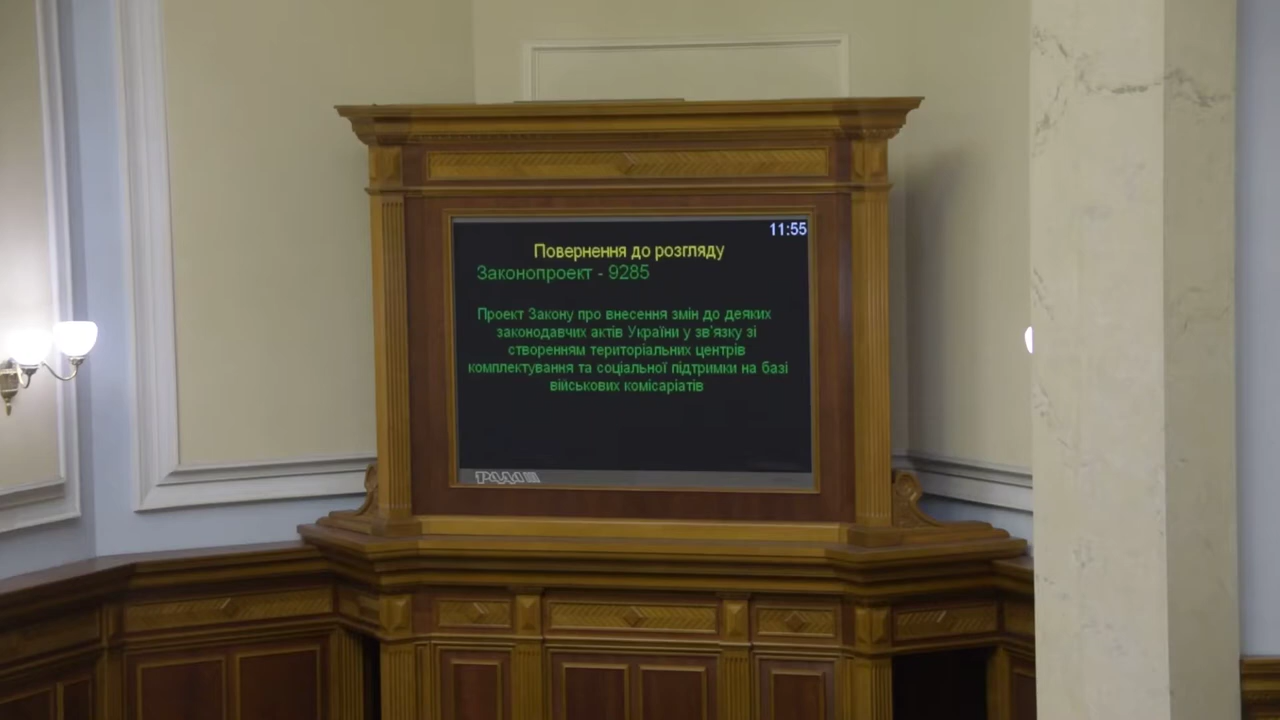 11:55
Повернення до розгляду
Законопроект - 9285
Проект Закону про внесення змін до деяких
законодавчих актів України у зв'язку зі
створенням територіальних центрів
комплектування та соціальної підтримки на базі
військових комісаріатів
РАДА